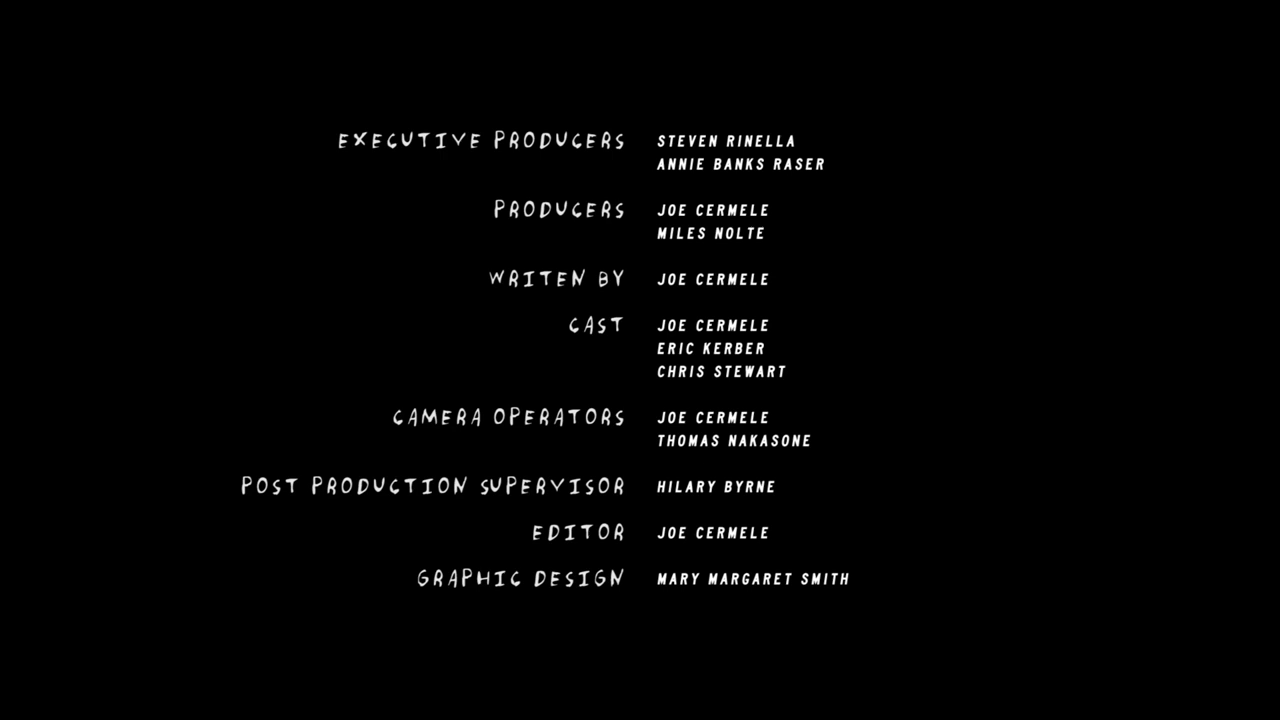 EXECUTIVE PRODUCERS STEVEN RINELLA
ANNIE BANKS RASER
PRODUCERS JOE CERMELE
MILES NOLTE
WRITEN BY JOE CERMELE
CAST JOE CERMELE
ERIC KERBER
CHRIS STEWART
CAMERA OPERATORS JOE CERMELE
THOMAS NAKASONE
POST PRODUCTION SUPERVISOR HILARY BYRNE
EDITOR JOE CERMELE
GRAPHIC DESIGN MARY MARGARET SMITH